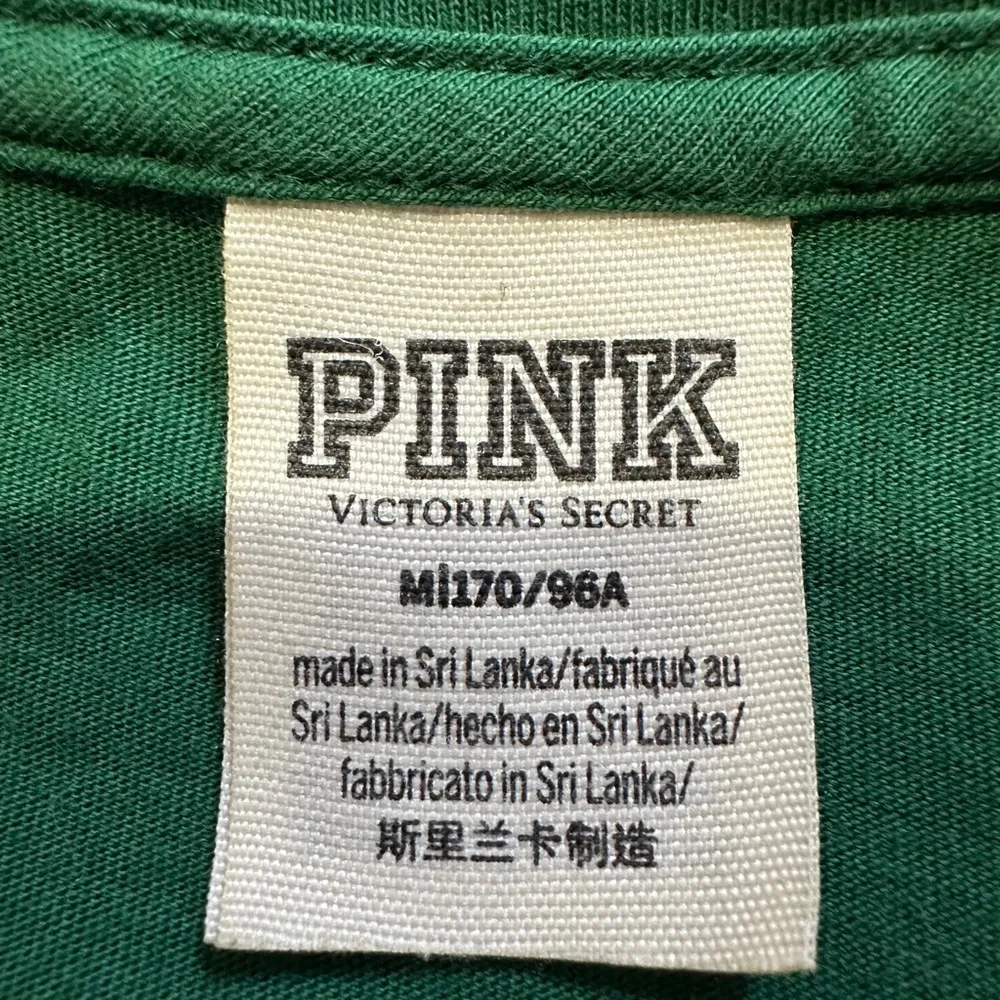 PINK
VICTORIA'S SECRET
M|170/96A
made in Sri Lanka/fabriqué au
Sri Lanka/hecho en Sri Lanka/
fabbricato in Sri Lanka/
斯里兰卡制造